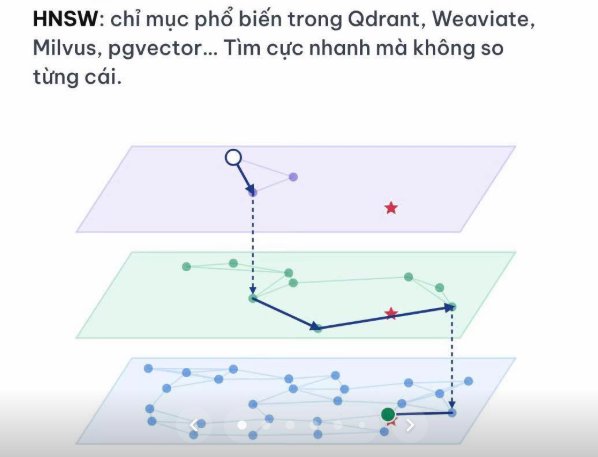 HNSW: chỉ mục phổ biến trong Qdrant, Weaviate,
Milvus, pgvector... Tìm cực nhanh mà không so
từng cái.